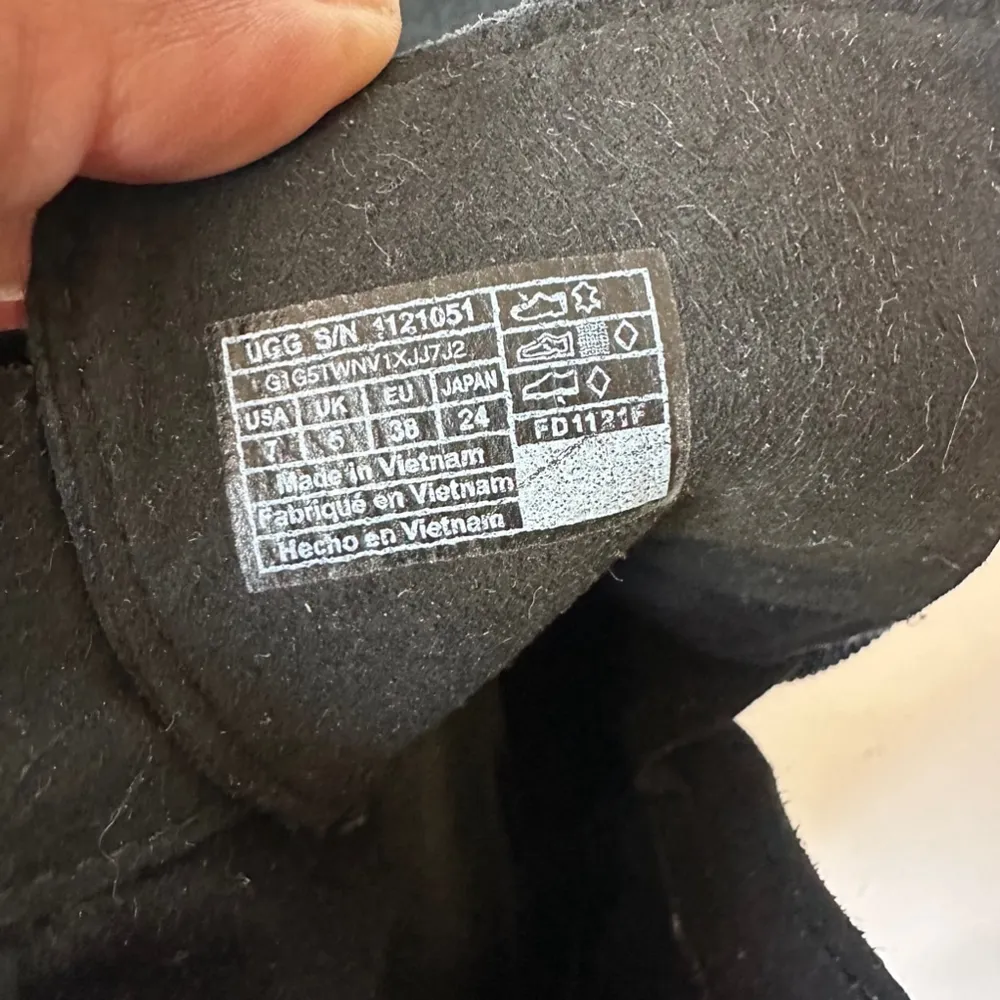 UGG S/N 1121051
G1G5TWNV1XJJ7J2
USA UK EU JAPAN
7 5 38 24
FD1121F
Made in Vietnam
Fabriqué en Vietnam
Hecho en Vietnam